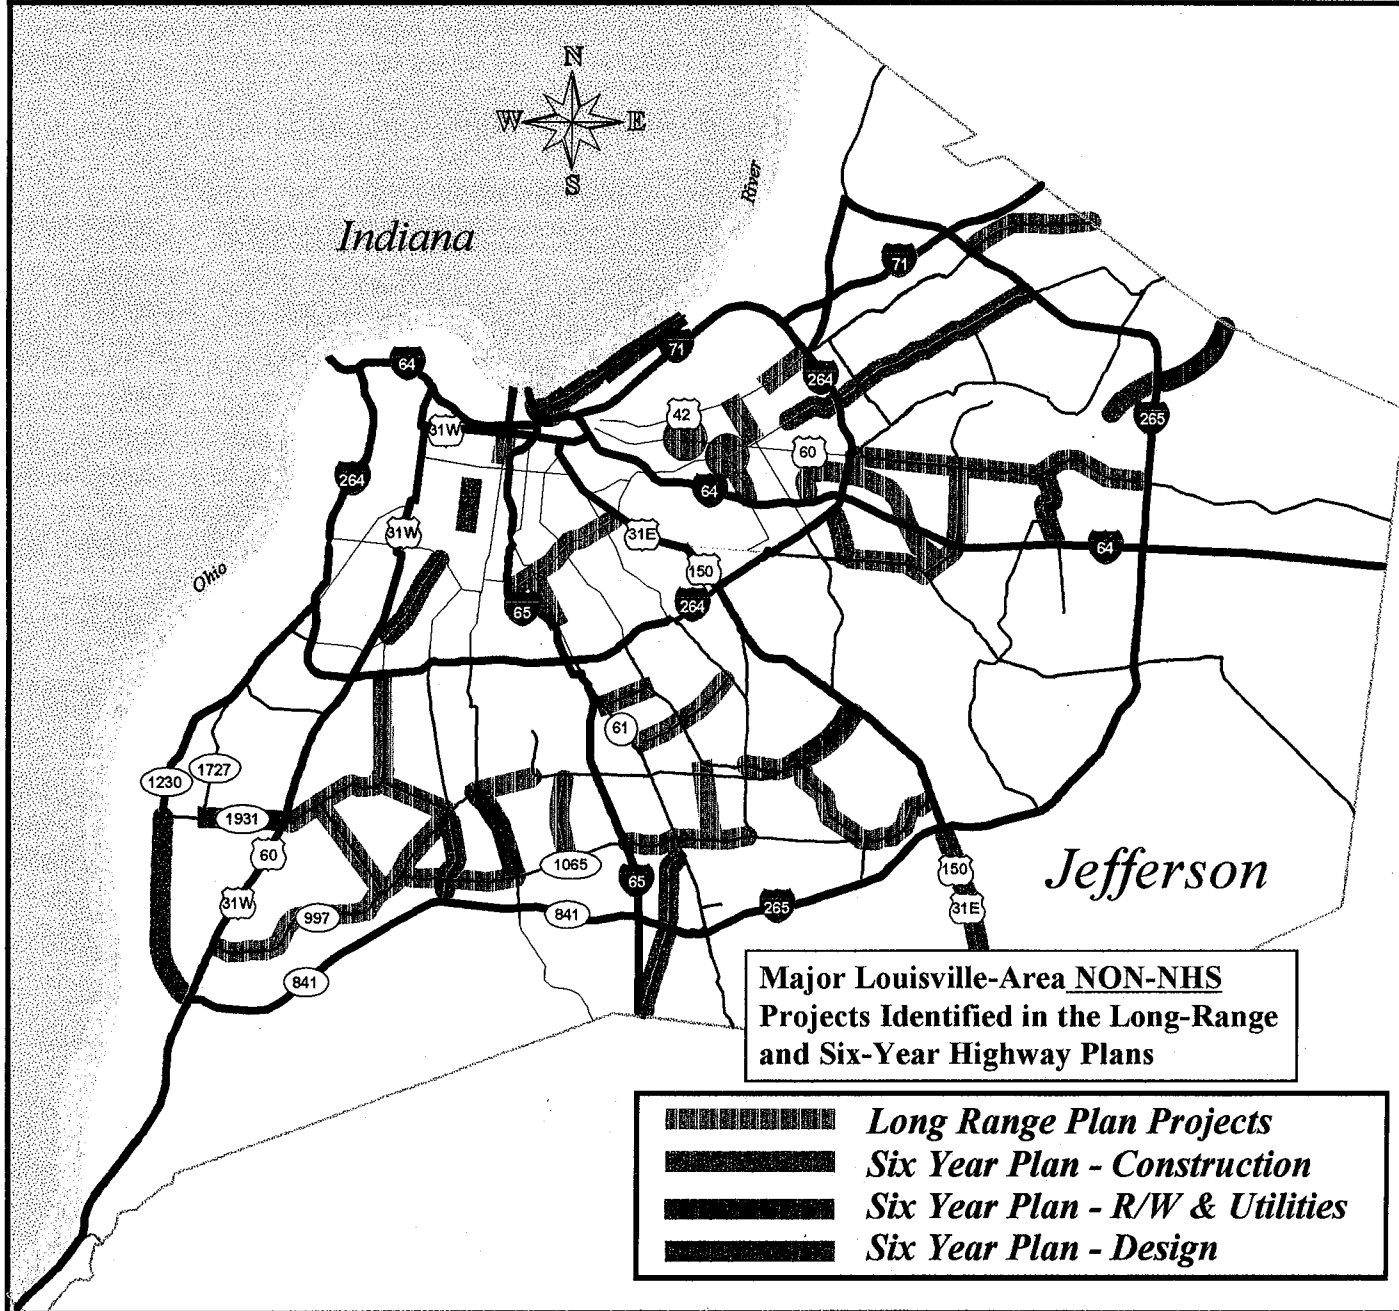 N
W E
S
River
Indiana
71
71
64
264
42
31W
265
60
264
64
31W
31E
64
Ohio
150
65
264
61
1727
1230
1931
60
1065
150
65
Jefferson
31W
31E
997
841
265
841
Major Louisville-Area NON-NHS
Projects Identified in the Long-Range
and Six-Year Highway Plans
Long Range Plan Projects
Six Year Plan - Construction
Six Year Plan - R/W & Utilities
Six Year Plan - Design